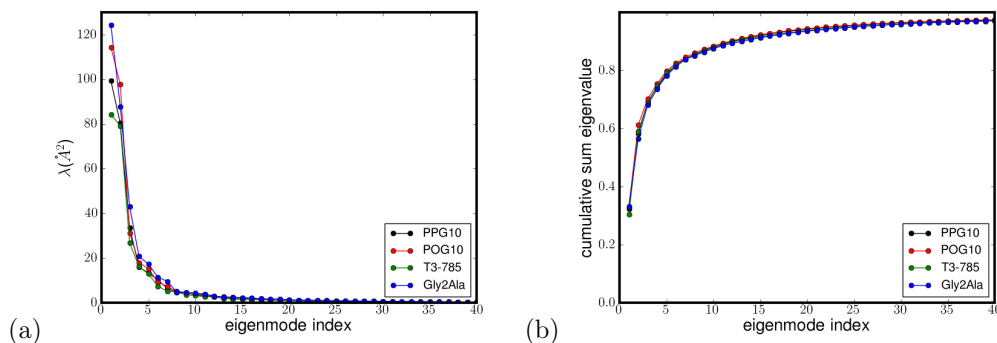 120
100
80
60
40
20
0
λ(Å²)
0 5 10 15 20 25 30 35 40
eigenmode index
PPG10
POG10
T3-785
Gly2Ala
(a)
0.8
0.6
0.4
0.2
0.0
cumulative sum eigenvalue
0 5 10 15 20 25 30 35 40
eigenmode index
PPG10
POG10
T3-785
Gly2Ala
(b)